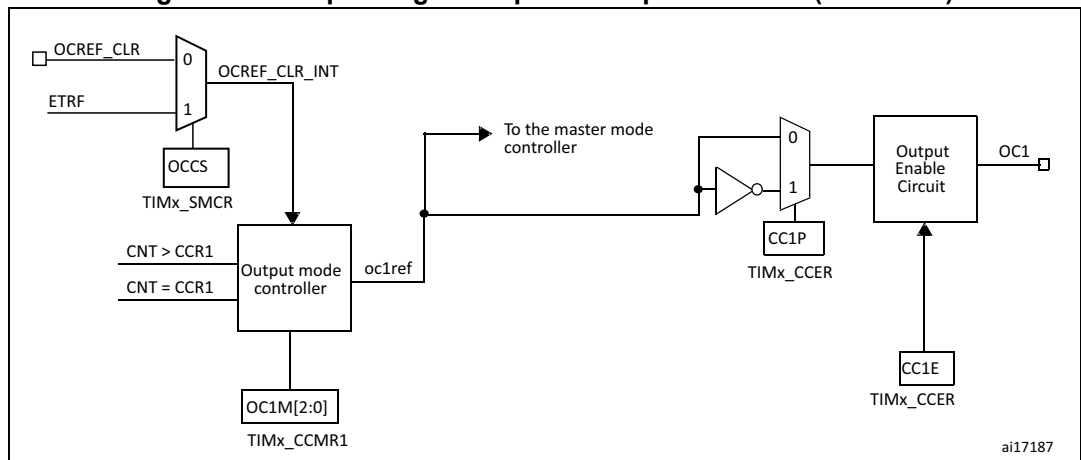 OCREF_CLR
0
OCREF_CLR_INT
ETRF
1
OCCS
TIMx_SMCR
To the master mode
controller
0
1
CC1P
TIMx_CCER
Output
Enable
Circuit
OC1
CNT > CCR1
CNT = CCR1
Output mode
controller
oc1ref
OC1M[2:0]
TIMx_CCMR1
CC1E
TIMx_CCER
ai17187